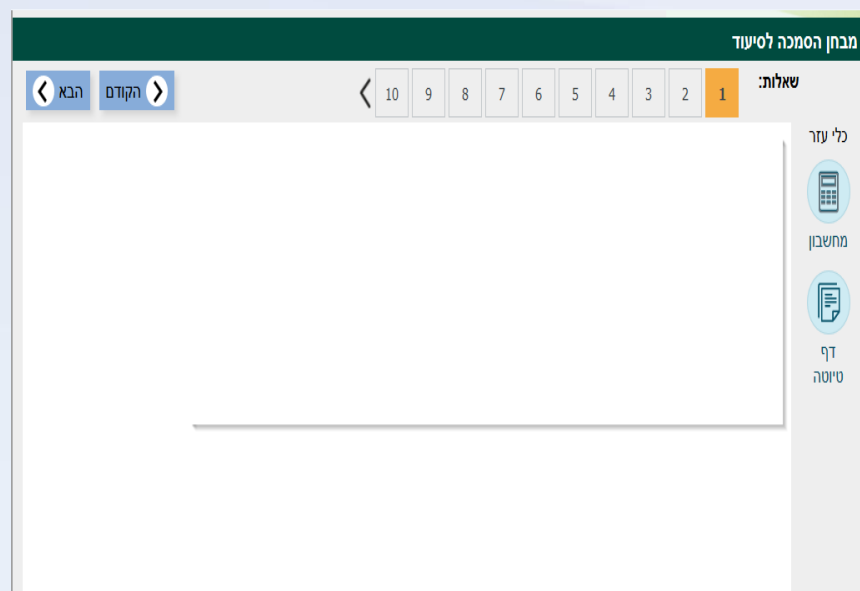 מבחן הסמכה לסיעוד
שאלות:
1 2 3 4 5 6 7 8 9 10
הקודם
הבא
כלי עזר
מחשבון
דף
טיוטה